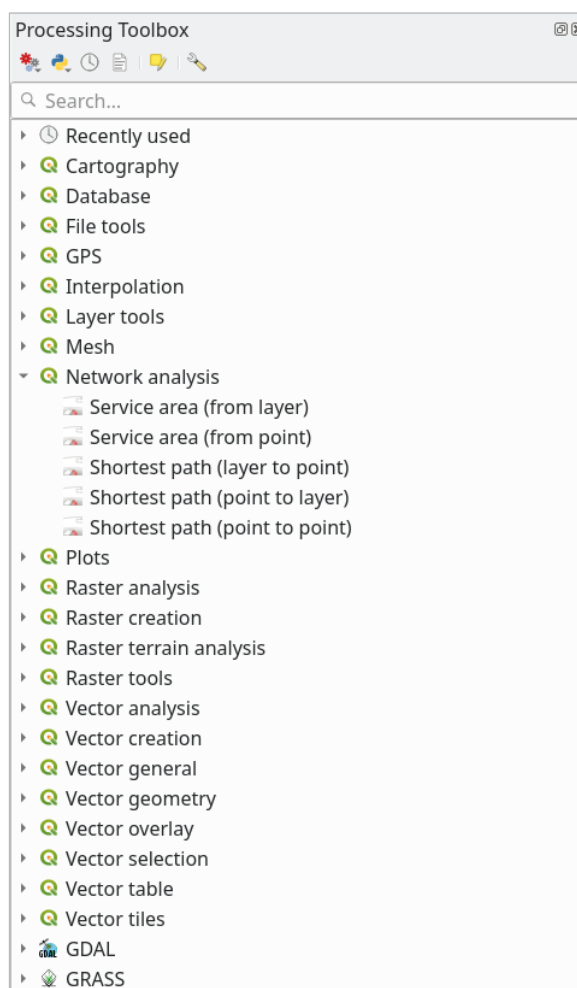 Processing Toolbox
Search...
Recently used
Cartography
Database
File tools
GPS
Interpolation
Layer tools
Mesh
Network analysis
Service area (from layer)
Service area (from point)
Shortest path (layer to point)
Shortest path (point to layer)
Shortest path (point to point)
Plots
Raster analysis
Raster creation
Raster terrain analysis
Raster tools
Vector analysis
Vector creation
Vector general
Vector geometry
Vector overlay
Vector selection
Vector table
Vector tiles
GDAL
GRASS